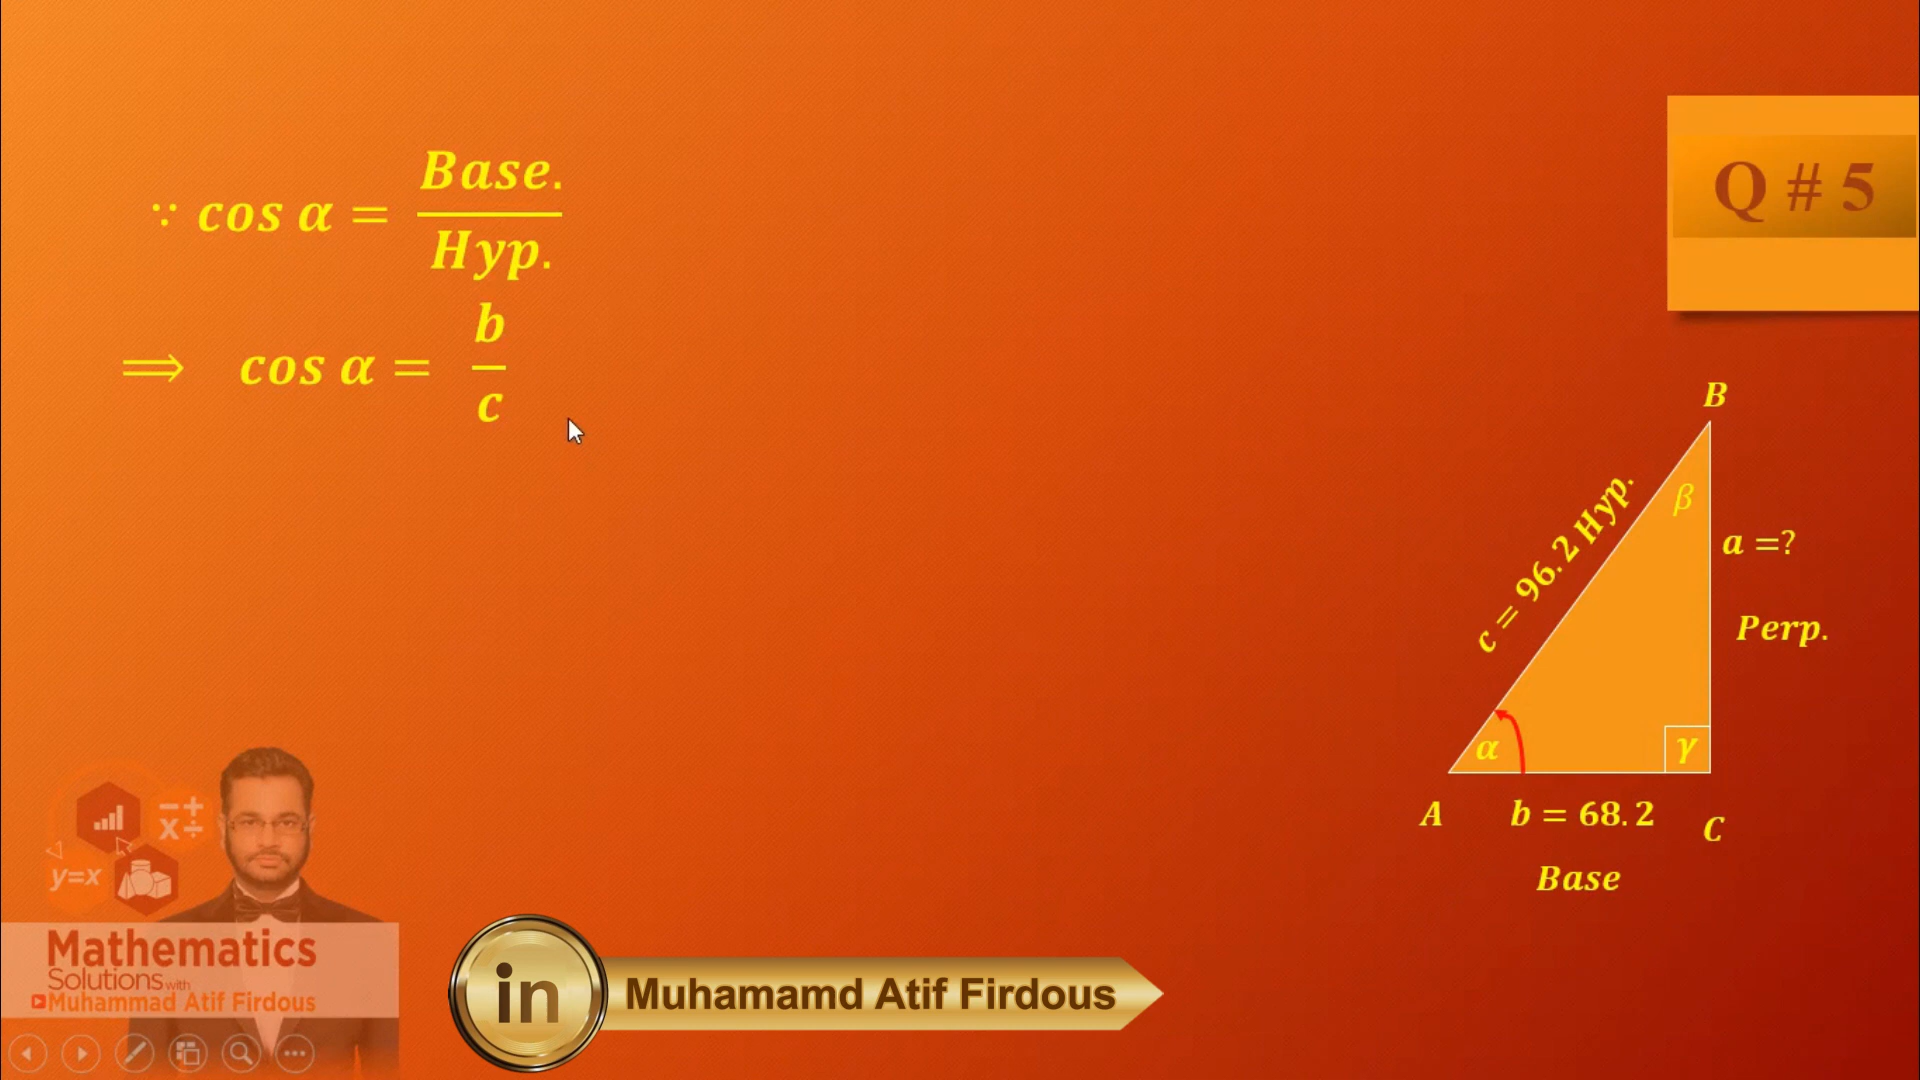 ∵ cos α = Base. / Hyp.
⟹ cos α = b / c
Q # 5
B
β
c = 96.2 Hyp.
a =?
Perp.
α
γ
A
b = 68.2
C
Base
y=x
Mathematics
Solutions with
Muhammad Atif Firdous
in
Muhamamd Atif Firdous